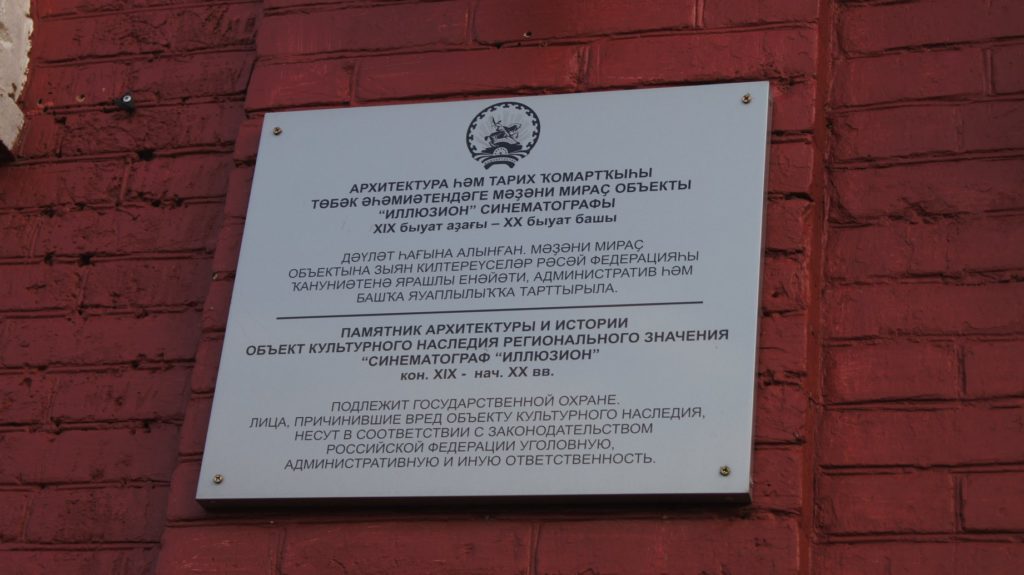 АРХИТЕКТУРА ҺӘМ ТАРИХ ҠОМАРТҠЫҺЫ
ТӨБӘК ӘҺӘМИӘТЕНДӘГЕ МӘҘӘНИ МИРАҪ ОБЪЕКТЫ
“ИЛЛЮЗИОН” СИНЕМАТОГРАФЫ
XIX быуат аҙағы – XX быуат башы
ДӘҮЛӘТ ҺАҒЫНА АЛЫНҒАН. МӘҘӘНИ МИРАҪ
ОБЪЕКТЫНА ЗЫЯН КИЛТЕРЕҮСЕЛӘР РӘСӘЙ ФЕДЕРАЦИЯҺЫ
ҠАНУНИӘТЕНӘ ЯРАШЛЫ ЕНӘЙӘТИ, АДМИНИСТРАТИВ ҺӘМ
БАШҠА ЯУАПЛЫЛЫҠҠА ТАРТТЫРЫЛА.
ПАМЯТНИК АРХИТЕКТУРЫ И ИСТОРИИ
ОБЪЕКТ КУЛЬТУРНОГО НАСЛЕДИЯ РЕГИОНАЛЬНОГО ЗНАЧЕНИЯ
“СИНЕМАТОГРАФ “ИЛЛЮЗИОН”
кон. XIX - нач. XX вв.
ПОДЛЕЖИТ ГОСУДАРСТВЕННОЙ ОХРАНЕ.
ЛИЦА, ПРИЧИНИВШИЕ ВРЕД ОБЪЕКТУ КУЛЬТУРНОГО НАСЛЕДИЯ,
НЕСУТ В СООТВЕТСТВИИ С ЗАКОНОДАТЕЛЬСТВОМ
РОССИЙСКОЙ ФЕДЕРАЦИИ УГОЛОВНУЮ,
АДМИНИСТРАТИВНУЮ И ИНУЮ ОТВЕТСТВЕННОСТЬ.